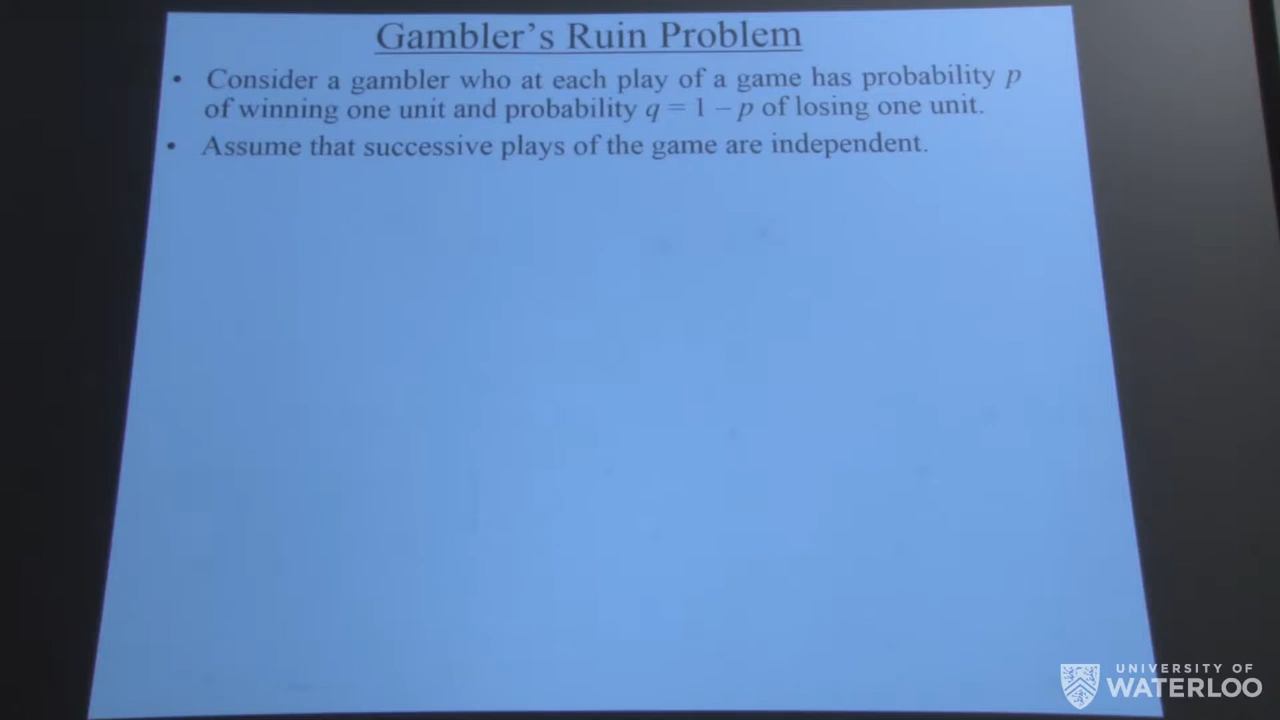 Gambler's Ruin Problem
• Consider a gambler who at each play of a game has probability p
of winning one unit and probability q = 1 – p of losing one unit.
• Assume that successive plays of the game are independent.
UNIVERSITY OF
WATERLOO